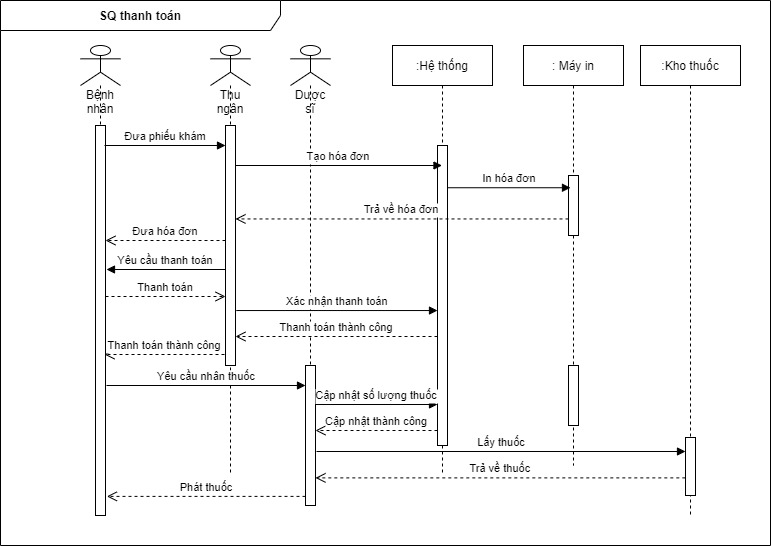 SQ thanh toán
:Hệ thống
: Máy in
:Kho thuốc
Bệnh
nhân
Thu
ngân
Dược
sĩ
Đưa phiếu khám
Tạo hóa đơn
In hóa đơn
Trả về hóa đơn
Đưa hóa đơn
Yêu cầu thanh toán
Thanh toán
Xác nhận thanh toán
Thanh toán thành công
Thanh toán thành công
Yêu cầu nhân thuốc
Cập nhật số lượng thuốc
Cập nhật thành công
Lấy thuốc
Trả về thuốc
Phát thuốc